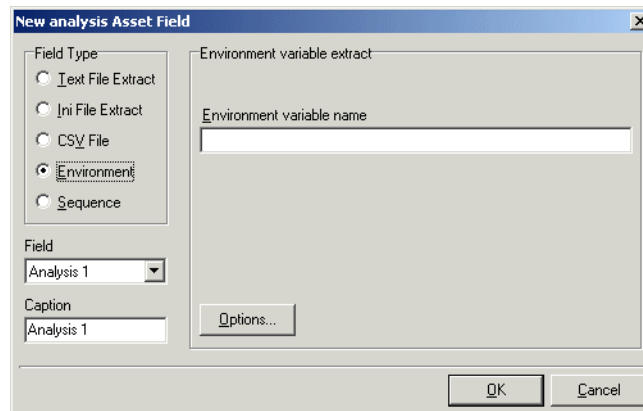 New analysis Asset Field
Field Type
Text File Extract
Ini File Extract
CSV File
Environment
Sequence
Field
Analysis 1
Caption
Analysis 1
Environment variable extract
Environment variable name
Options...
OK
Cancel